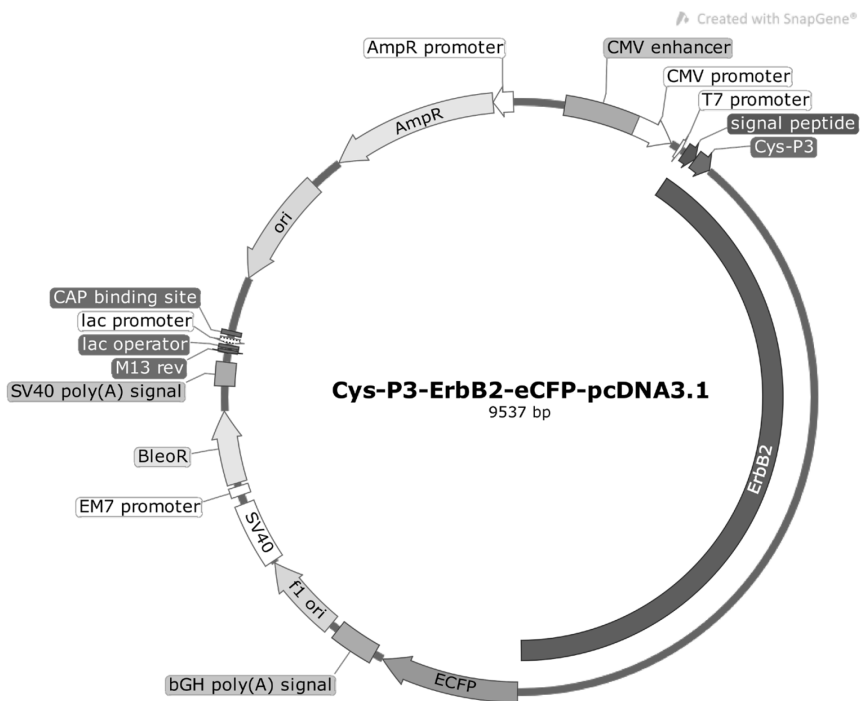 Created with SnapGene®
AmpR promoter
CMV enhancer
CMV promoter
T7 promoter
signal peptide
Cys-P3
AmpR
ori
CAP binding site
lac promoter
lac operator
M13 rev
SV40 poly(A) signal
Cys-P3-ErbB2-eCFP-pcDNA3.1
9537 bp
BleoR
ErbB2
EM7 promoter
SV40
f1 ori
bGH poly(A) signal
ECFP